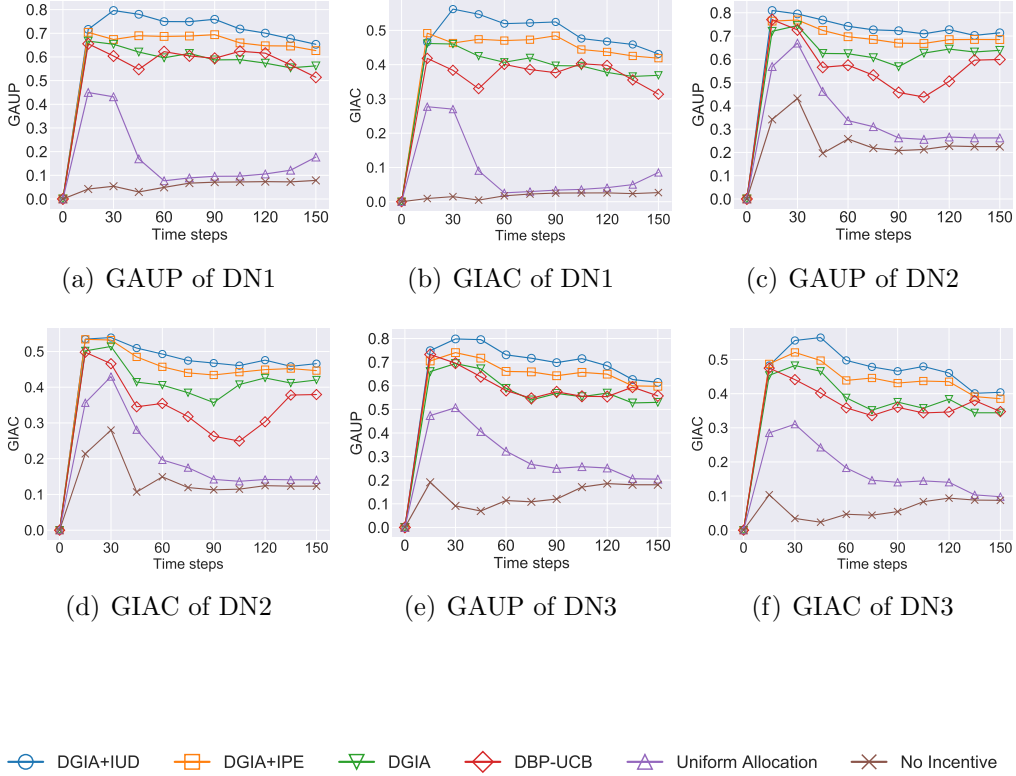 0.8
0.7
0.6
0.5
0.4
0.3
0.2
0.1
0.0
GAUP
0 30 60 90 120 150
Time steps
(a) GAUP of DN1
0.5
0.4
0.3
0.2
0.1
0.0
GIAC
0 30 60 90 120 150
Time steps
(b) GIAC of DN1
0.8
0.7
0.6
0.5
0.4
0.3
0.2
0.1
0.0
GAUP
0 30 60 90 120 150
Time steps
(c) GAUP of DN2
0.5
0.4
0.3
0.2
0.1
0.0
GIAC
0 30 60 90 120 150
Time steps
(d) GIAC of DN2
0.8
0.7
0.6
0.5
0.4
0.3
0.2
0.1
0.0
GAUP
0 30 60 90 120 150
Time steps
(e) GAUP of DN3
0.5
0.4
0.3
0.2
0.1
0.0
GIAC
0 30 60 90 120 150
Time steps
(f) GIAC of DN3
DGIA+IUD DGIA+IPE DGIA DBP-UCB Uniform Allocation No Incentive